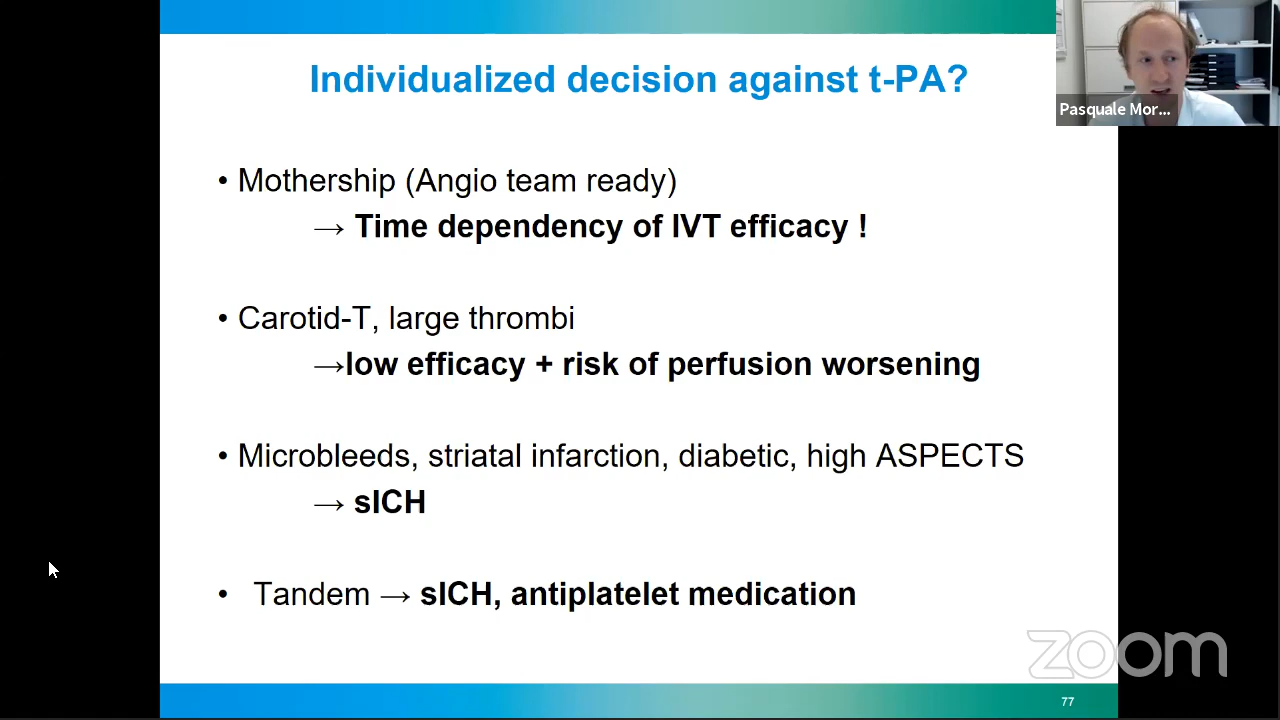 Individualized decision against t-PA?
Pasquale Mor...
• Mothership (Angio team ready)
→ Time dependency of IVT efficacy !
• Carotid-T, large thrombi
→low efficacy + risk of perfusion worsening
• Microbleeds, striatal infarction, diabetic, high ASPECTS
→ sICH
• Tandem → sICH, antiplatelet medication
zoom
77